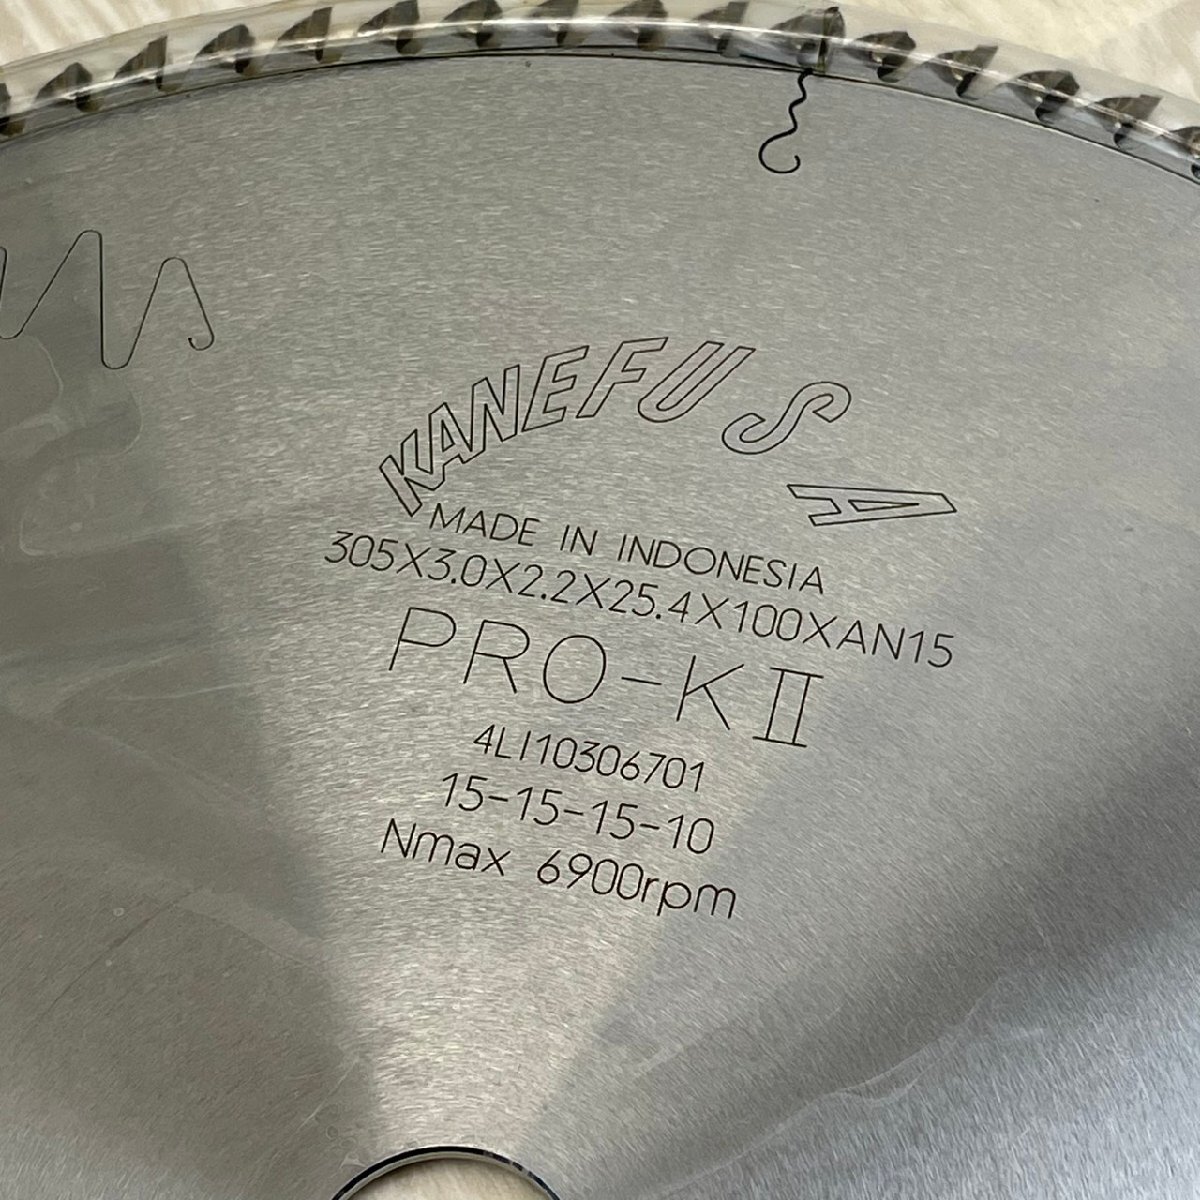 KANEFUSA
MADE IN INDONESIA
305X3.0X2.2X25.4X100XAN15
PRO-KII
4LI10306701
15-15-15-10
Nmax 6900rpm